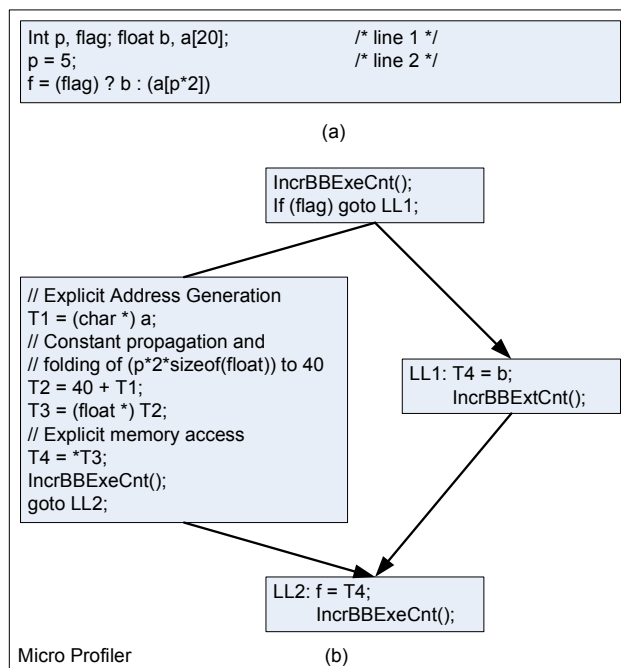 Int p, flag; float b, a[20]; /* line 1 */
p = 5; /* line 2 */
f = (flag) ? b : (a[p*2])
(a)
IncrBBExeCnt();
If (flag) goto LL1;
// Explicit Address Generation
T1 = (char *) a;
// Constant propagation and
// folding of (p*2*sizeof(float)) to 40
T2 = 40 + T1;
T3 = (float *) T2;
// Explicit memory access
T4 = *T3;
IncrBBExeCnt();
goto LL2;
LL1: T4 = b;
IncrBBExtCnt();
LL2: f = T4;
IncrBBExeCnt();
Micro Profiler
(b)